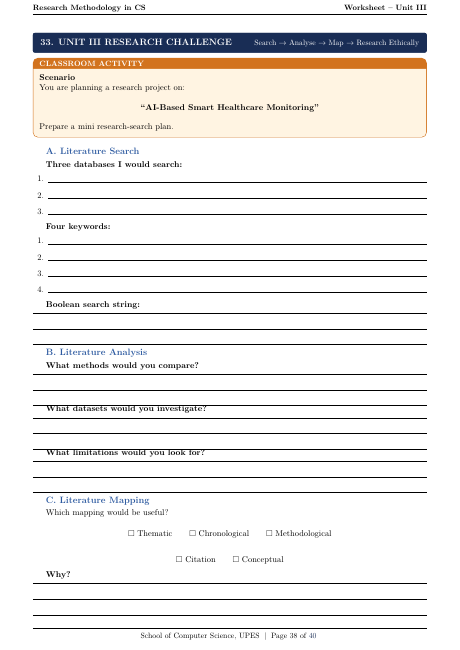 Research Methodology in CS Worksheet – Unit III
33. UNIT III RESEARCH CHALLENGE Search → Analyse → Map → Research Ethically
CLASSROOM ACTIVITY
Scenario
You are planning a research project on:
“AI-Based Smart Healthcare Monitoring”
Prepare a mini research-search plan.
A. Literature Search
Three databases I would search:
1.
2.
3.
Four keywords:
1.
2.
3.
4.
Boolean search string:
B. Literature Analysis
What methods would you compare?
What datasets would you investigate?
What limitations would you look for?
C. Literature Mapping
Which mapping would be useful?
☐ Thematic ☐ Chronological ☐ Methodological
☐ Citation ☐ Conceptual
Why?
School of Computer Science, UPES | Page 38 of 40